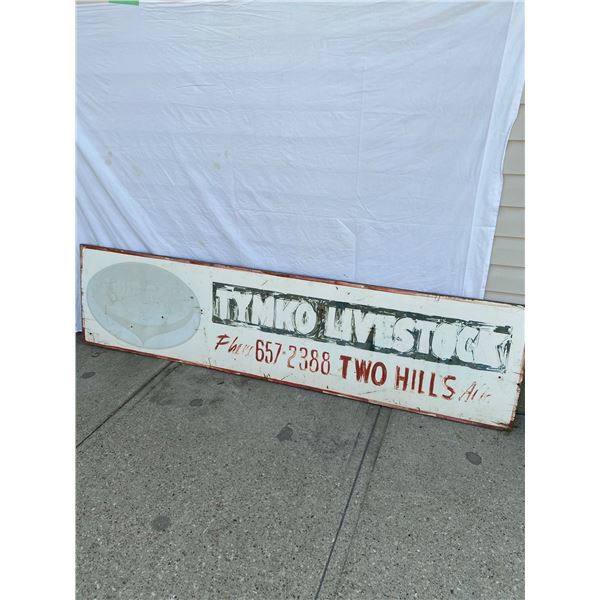 TYMKO LIVESTOCK
Phone 657-2388 TWO HILLS Alta.